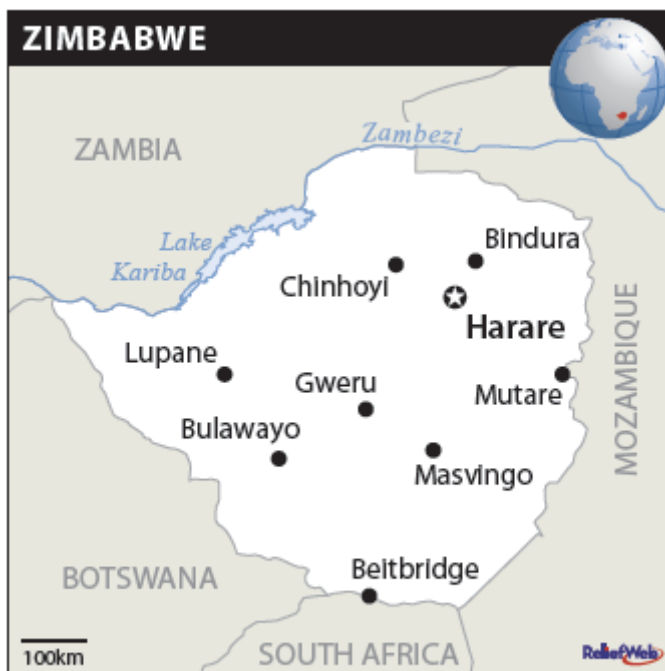 ZIMBABWE
ZAMBIA
Zambezi
Lake
Kariba
Bindura
Chinhoyi
Harare
Lupane
Gweru
Mutare
MOZAMBIQUE
Bulawayo
Masvingo
BOTSWANA
Beitbridge
100km
SOUTH AFRICA
ReliefWeb